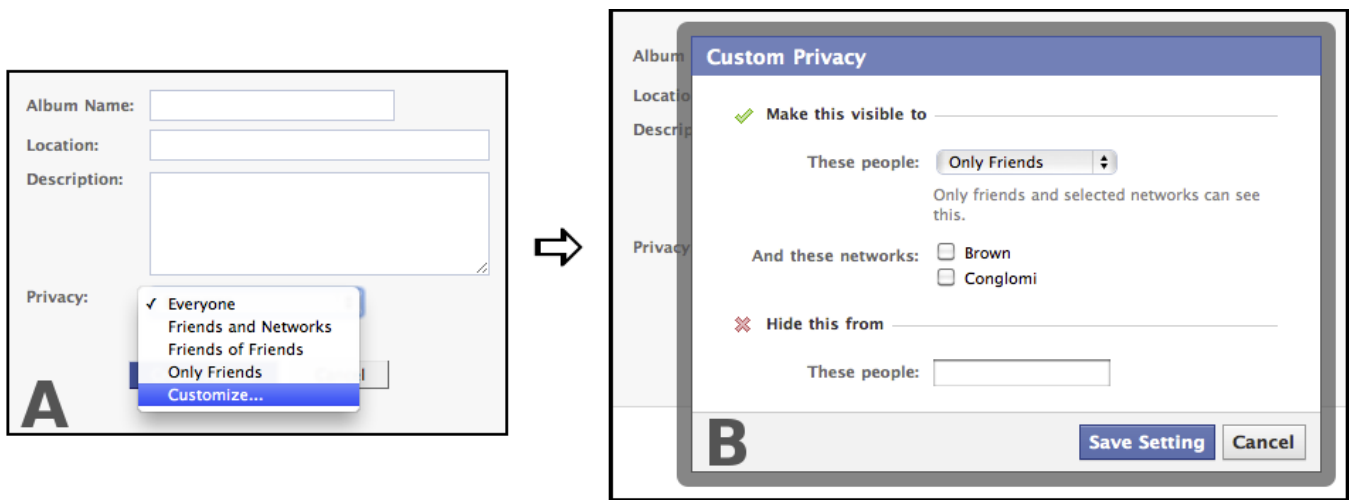 Album Name:
Location:
Description:
Privacy:
✓ Everyone
Friends and Networks
Friends of Friends
Only Friends
Customize...
A
Album
Locatio
Descrip
Privacy
Custom Privacy
Make this visible to
These people: Only Friends
Only friends and selected networks can see
this.
And these networks: Brown
Conglomi
Hide this from
These people:
B
Save Setting Cancel